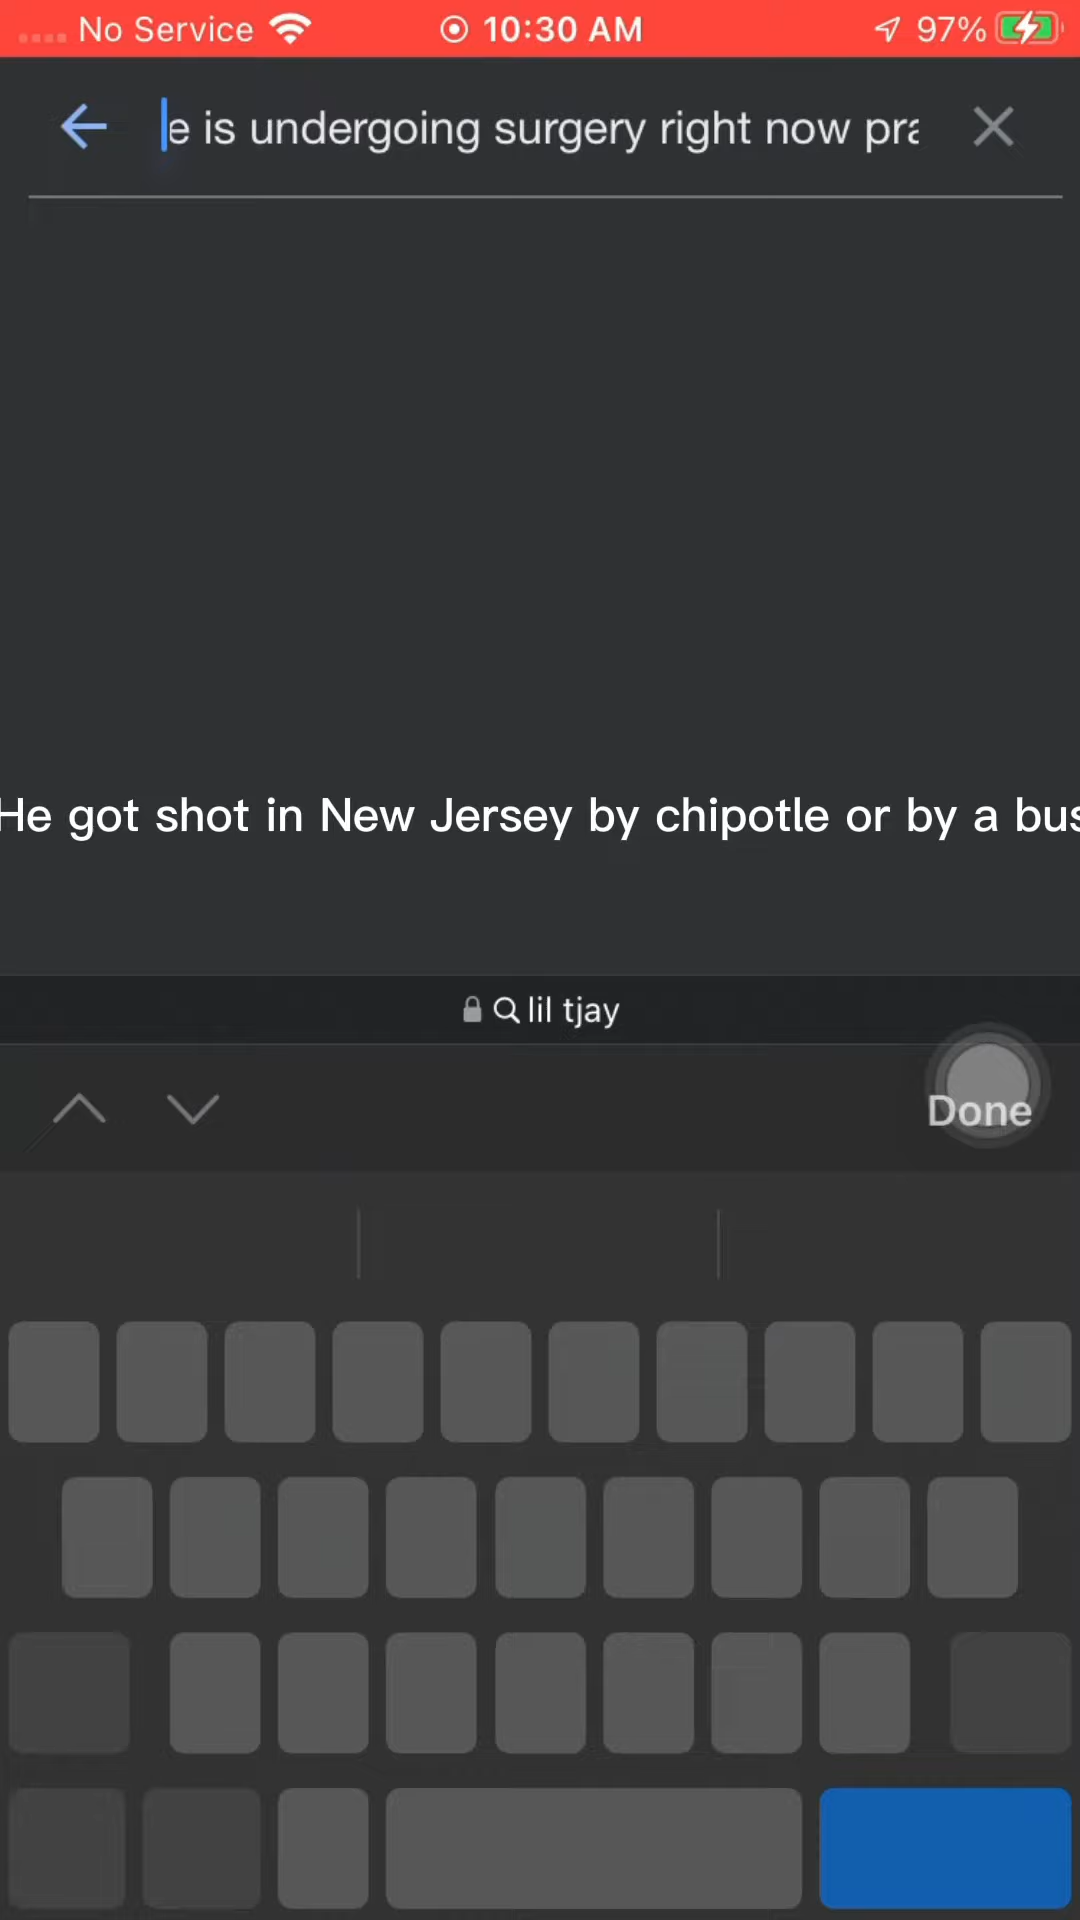 No Service 10:30 AM 97%
e is undergoing surgery right now pra
He got shot in New Jersey by chipotle or by a bus
lil tjay
Done